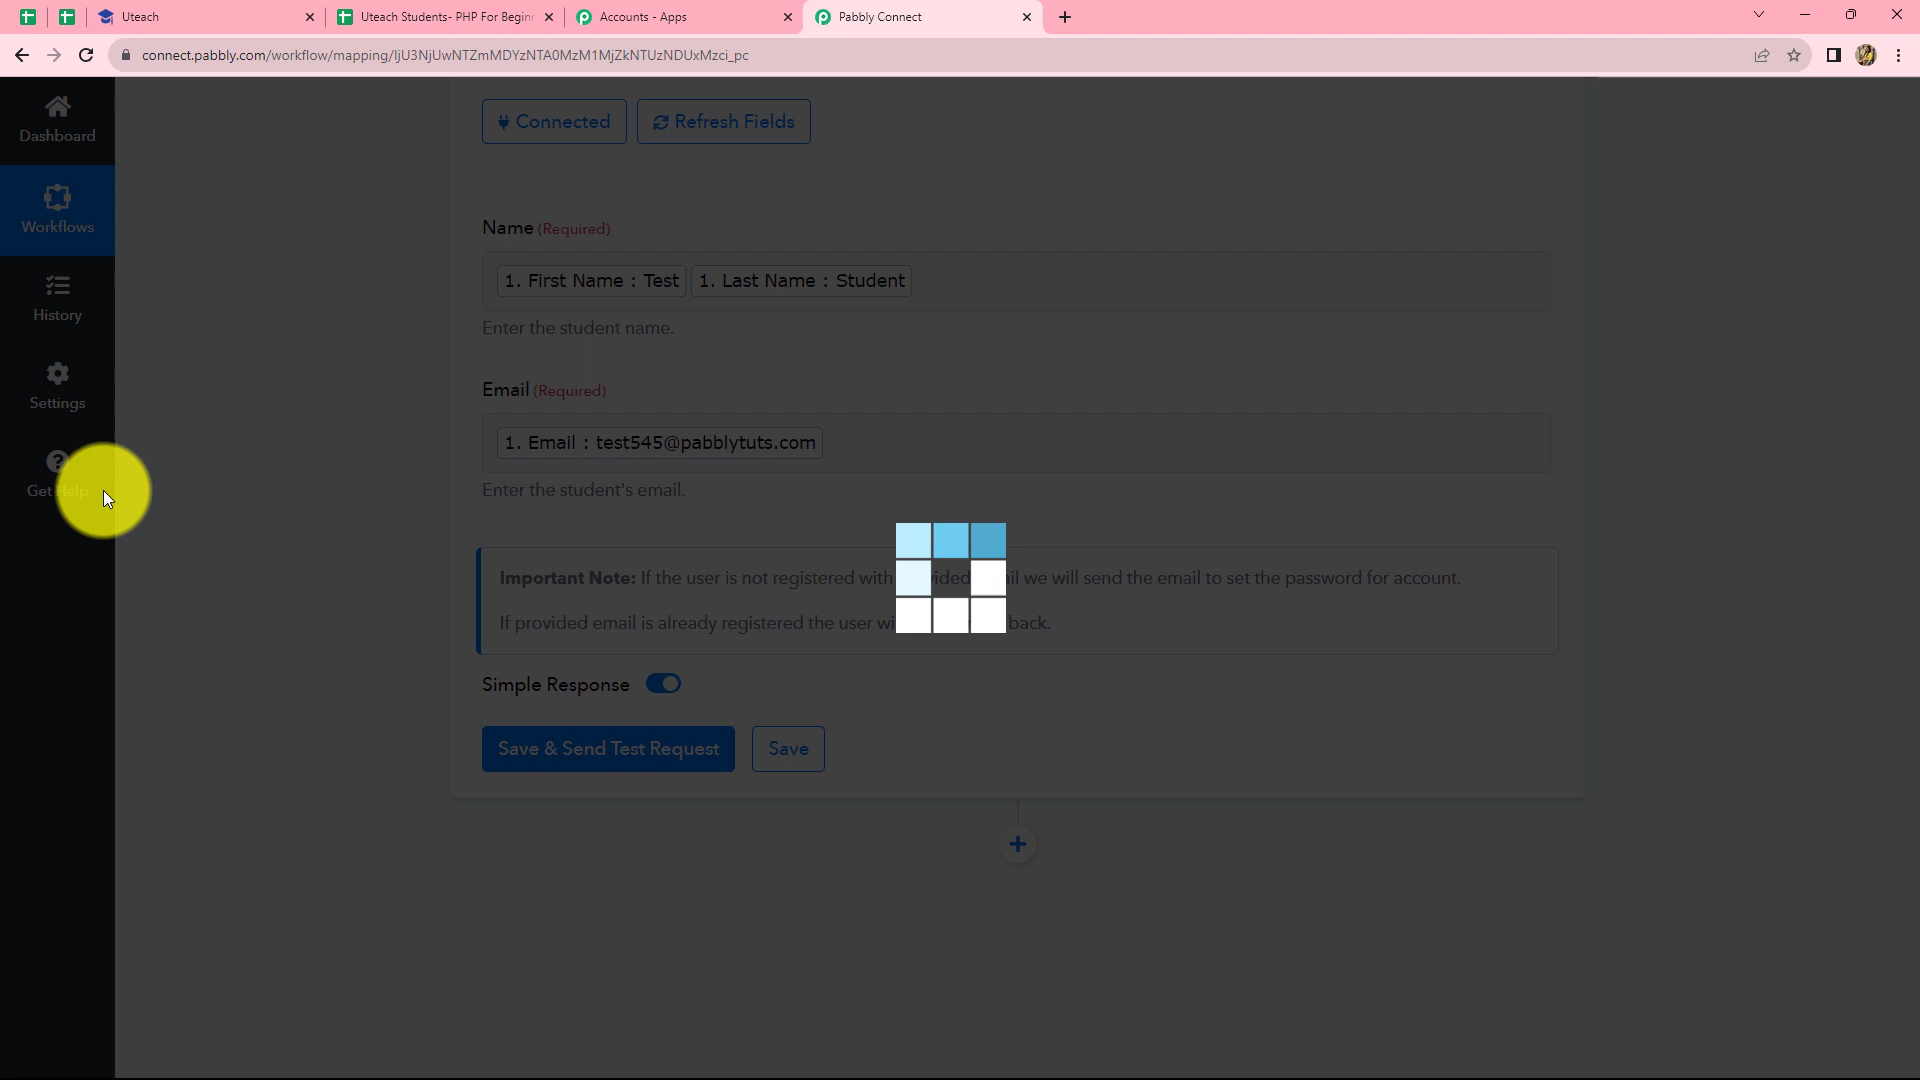 Uteach
Uteach Students- PHP For Begin
Accounts - Apps
Pabbly Connect
connect.pabbly.com/workflow/mapping/IjU3NjUwNTZmMDYzNTA0MzM1MjZkNTUzNDUxMzci_pc
Dashboard
Workflows
History
Settings
Get Help
Connected
Refresh Fields
Name (Required)
1. First Name : Test 1. Last Name : Student
Enter the student name.
Email (Required)
1. Email : test545@pabblytuts.com
Enter the student's email.
Important Note: If the user is not registered with we will send the email to set the password for account.
If provided email is already registered the user back.
Simple Response
Save & Send Test Request
Save